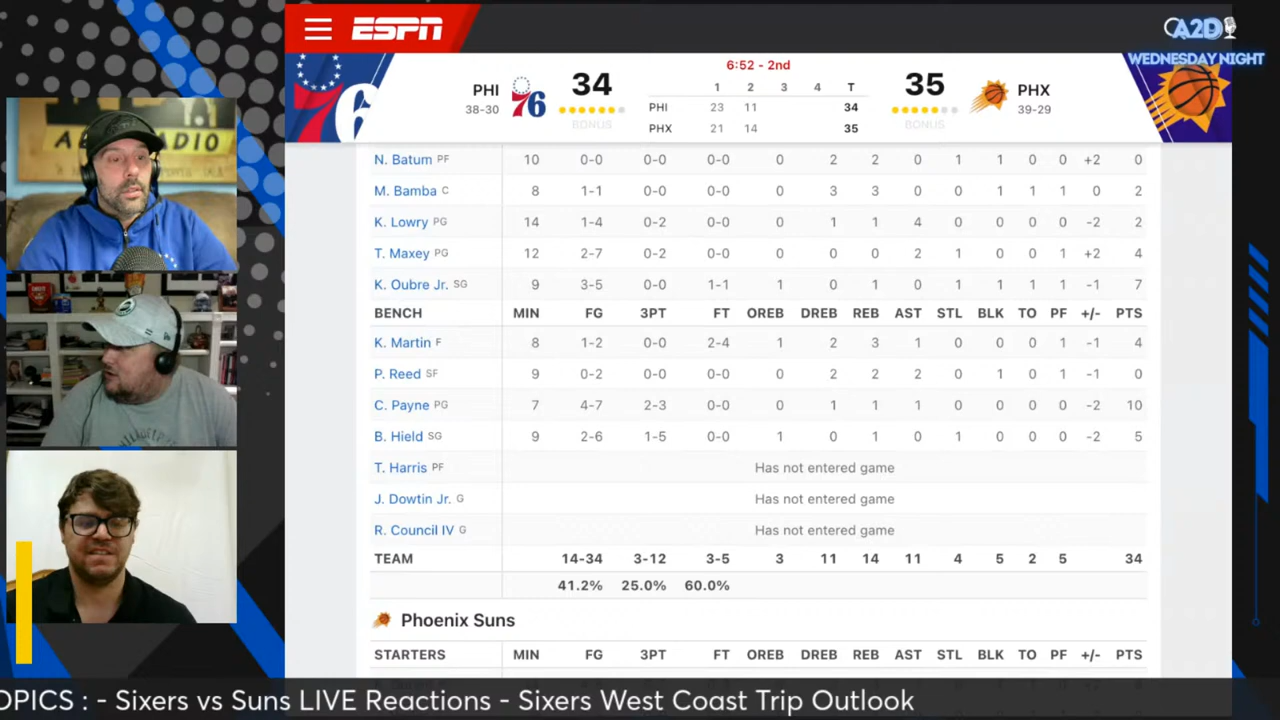 ESPN
A2D
WEDNESDAY NIGHT
6:52 - 2nd
PHI 76 34 1 2 3 4 T 35 PHX
38-30 BONUS PHI 23 11 34 BONUS 39-29
PHX 21 14 35
76
N. Batum PF 10 0-0 0-0 0-0 0 2 2 0 1 1 0 0 +2 0
M. Bamba C 8 1-1 0-0 0-0 0 3 3 0 0 1 1 1 0 2
K. Lowry PG 14 1-4 0-2 0-0 0 1 1 4 0 0 0 0 -2 2
T. Maxey PG 12 2-7 0-2 0-0 0 0 0 2 1 0 0 1 +2 4
K. Oubre Jr. SG 9 3-5 0-0 1-1 1 0 1 0 1 1 1 1 -1 7
BENCH MIN FG 3PT FT OREB DREB REB AST STL BLK TO PF +/- PTS
K. Martin F 8 1-2 0-0 2-4 1 2 3 1 0 0 0 1 -1 4
P. Reed SF 9 0-2 0-0 0-0 0 2 2 2 0 1 0 1 -1 0
C. Payne PG 7 4-7 2-3 0-0 0 1 1 1 0 0 0 0 -2 10
B. Hield SG 9 2-6 1-5 0-0 1 0 1 0 1 0 0 0 -2 5
T. Harris PF Has not entered game
J. Dowtin Jr. G Has not entered game
R. Council IV G Has not entered game
TEAM 14-34 3-12 3-5 3 11 14 11 4 5 2 5 34
41.2% 25.0% 60.0%
Phoenix Suns
STARTERS MIN FG 3PT FT OREB DREB REB AST STL BLK TO PF +/- PTS
OPICS : - Sixers vs Suns LIVE Reactions - Sixers West Coast Trip Outlook